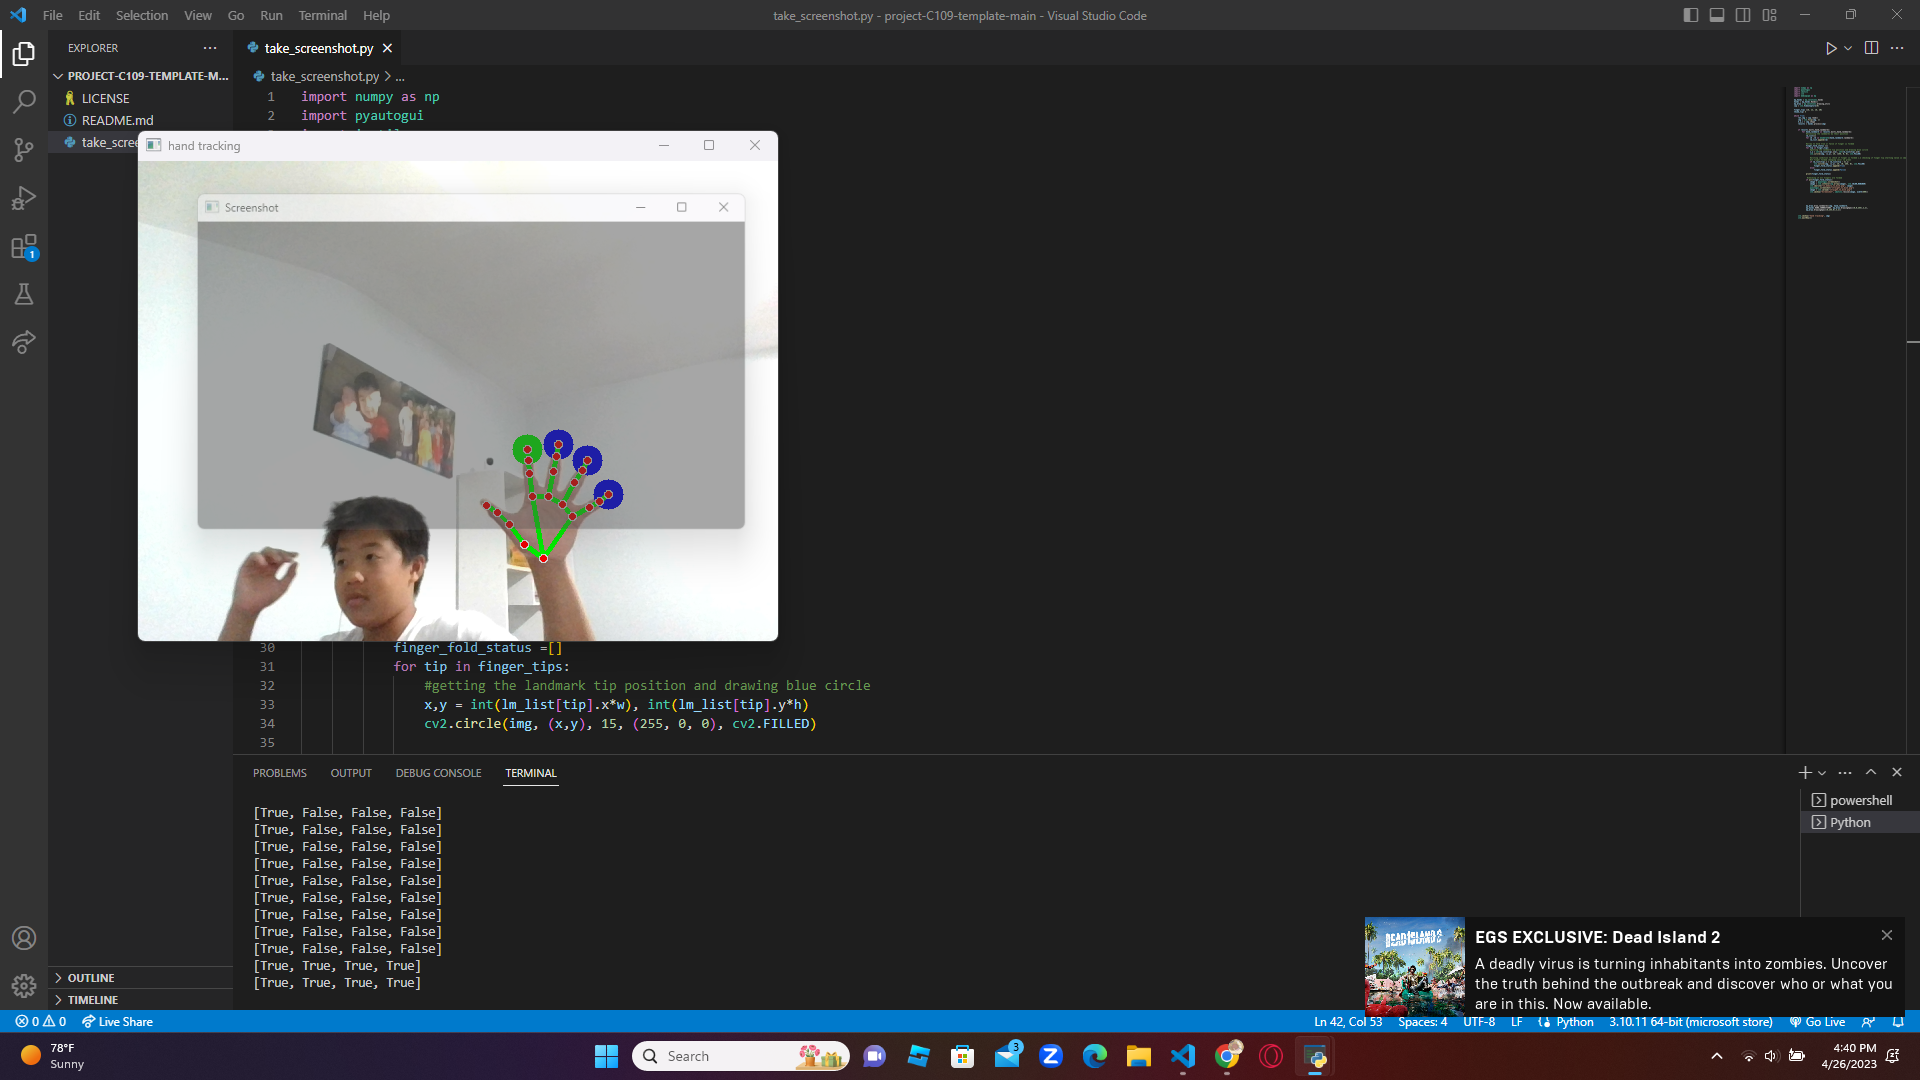 File Edit Selection View Go Run Terminal Help
take_screenshot.py - project-C109-template-main - Visual Studio Code
EXPLORER
PROJECT-C109-TEMPLATE-M...
LICENSE
README.md
take_scree
take_screenshot.py
take_screenshot.py > ...
1 import numpy as np
2 import pyautogui
hand tracking
Screenshot
30 finger_fold_status =[]
31 for tip in finger_tips:
32 #getting the landmark tip position and drawing blue circle
33 x,y = int(lm_list[tip].x*w), int(lm_list[tip].y*h)
34 cv2.circle(img, (x,y), 15, (255, 0, 0), cv2.FILLED)
35
PROBLEMS OUTPUT DEBUG CONSOLE TERMINAL
[True, False, False, False]
[True, False, False, False]
[True, False, False, False]
[True, False, False, False]
[True, False, False, False]
[True, False, False, False]
[True, False, False, False]
[True, False, False, False]
[True, False, False, False]
[True, True, True, True]
[True, True, True, True]
powershell
Python
1
OUTLINE
TIMELINE
DEAD ISLAND 2
EGS EXCLUSIVE: Dead Island 2
A deadly virus is turning inhabitants into zombies. Uncover
the truth behind the outbreak and discover who or what you
are in this. Now available.
0 0 Live Share
Ln 42, Col 53 Spaces: 4 UTF-8 LF Python 3.10.11 64-bit (microsoft store) Go Live
78°F
Sunny
Search
3
4:40 PM
4/26/2023